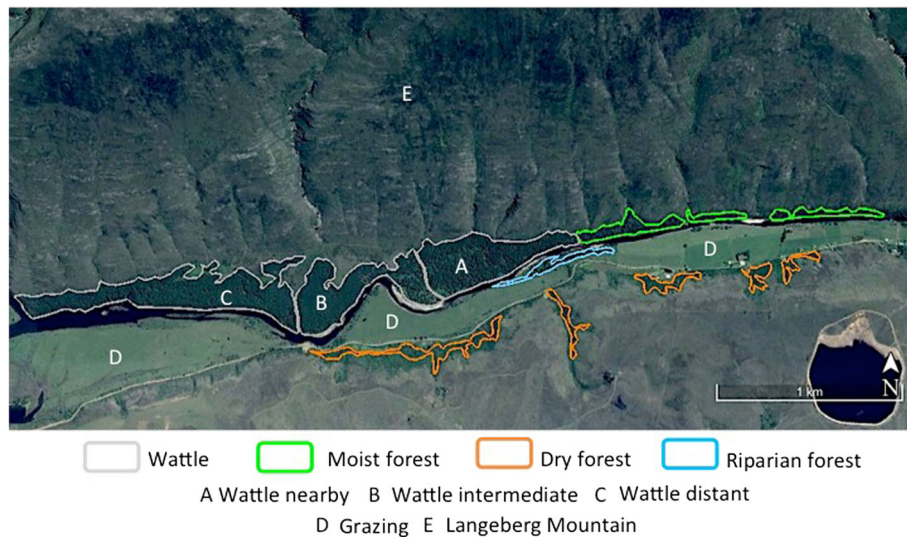 E
A
D
C
B
D
D
1 km
N
Wattle Moist forest Dry forest Riparian forest
A Wattle nearby B Wattle intermediate C Wattle distant
D Grazing E Langeberg Mountain